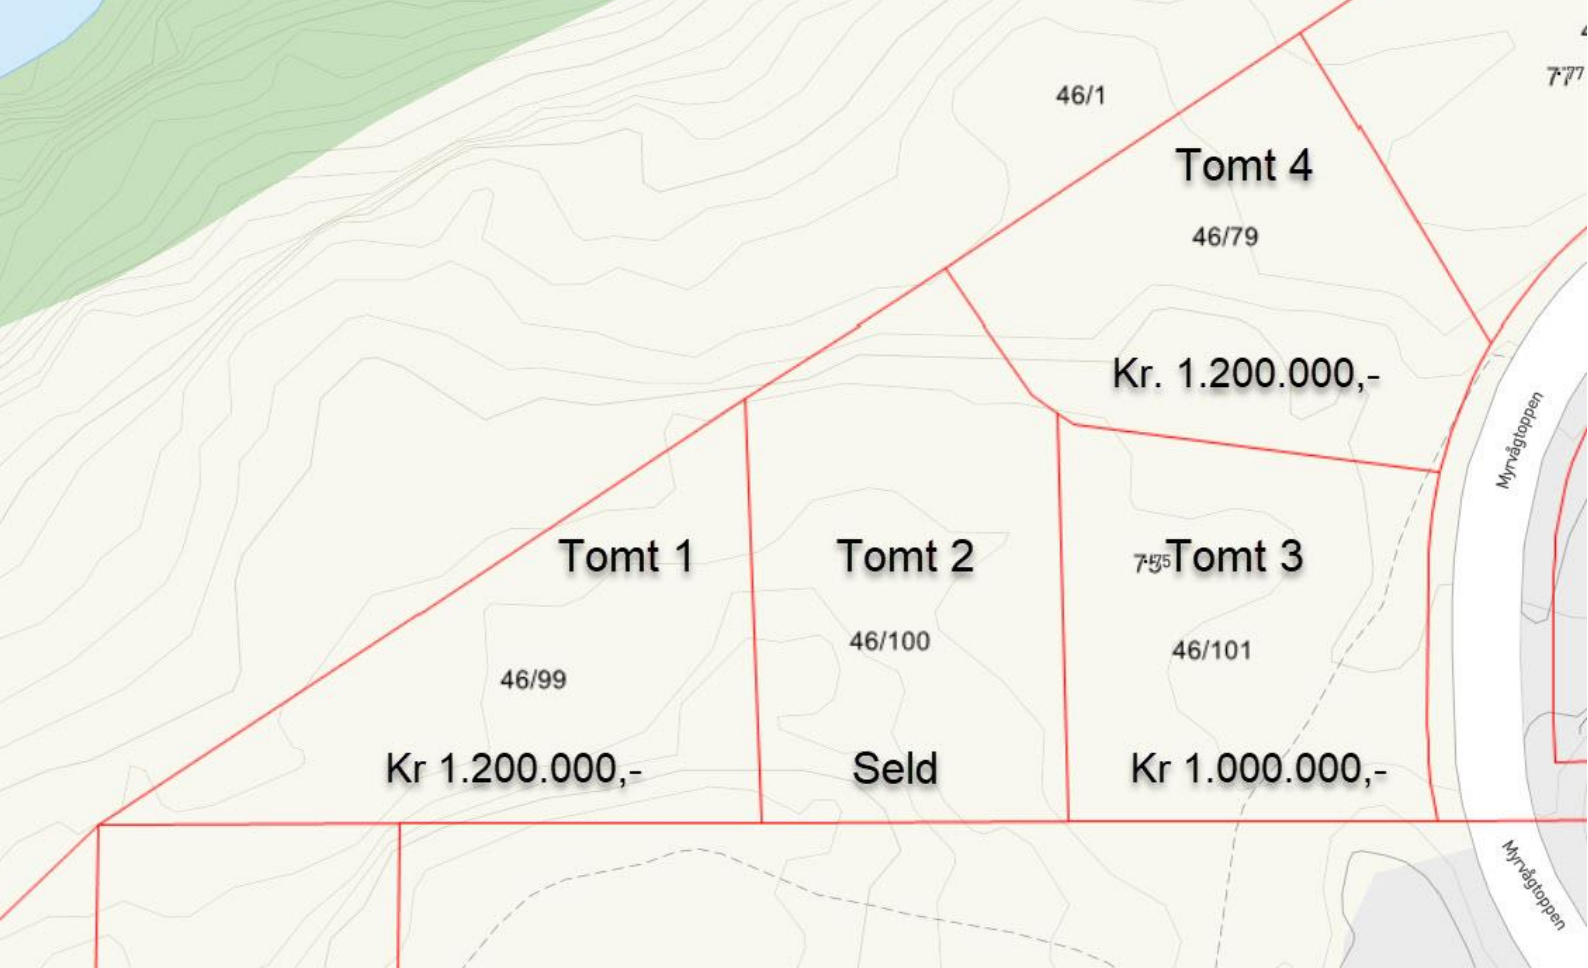 46/1
Tomt 4
46/79
Kr. 1.200.000,-
Myrvågtoppen
Tomt 1
Tomt 2
Tomt 3
46/99
46/100
46/101
Kr 1.200.000,-
Seld
Kr 1.000.000,-
Myrvågtoppen